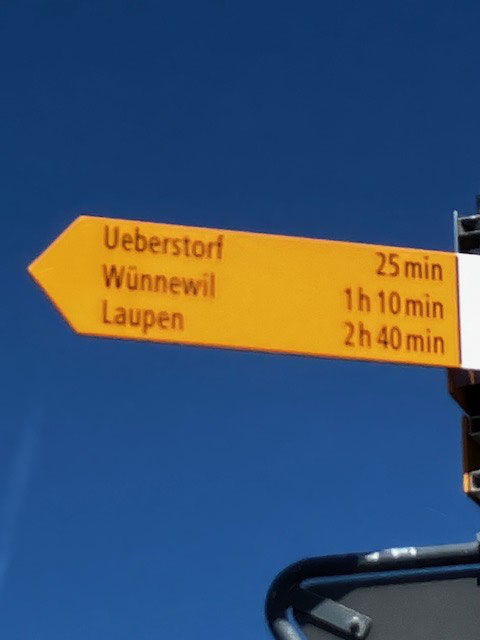 Ueberstorf 25 min
Wünnewil 1 h 10 min
Laupen 2 h 40 min